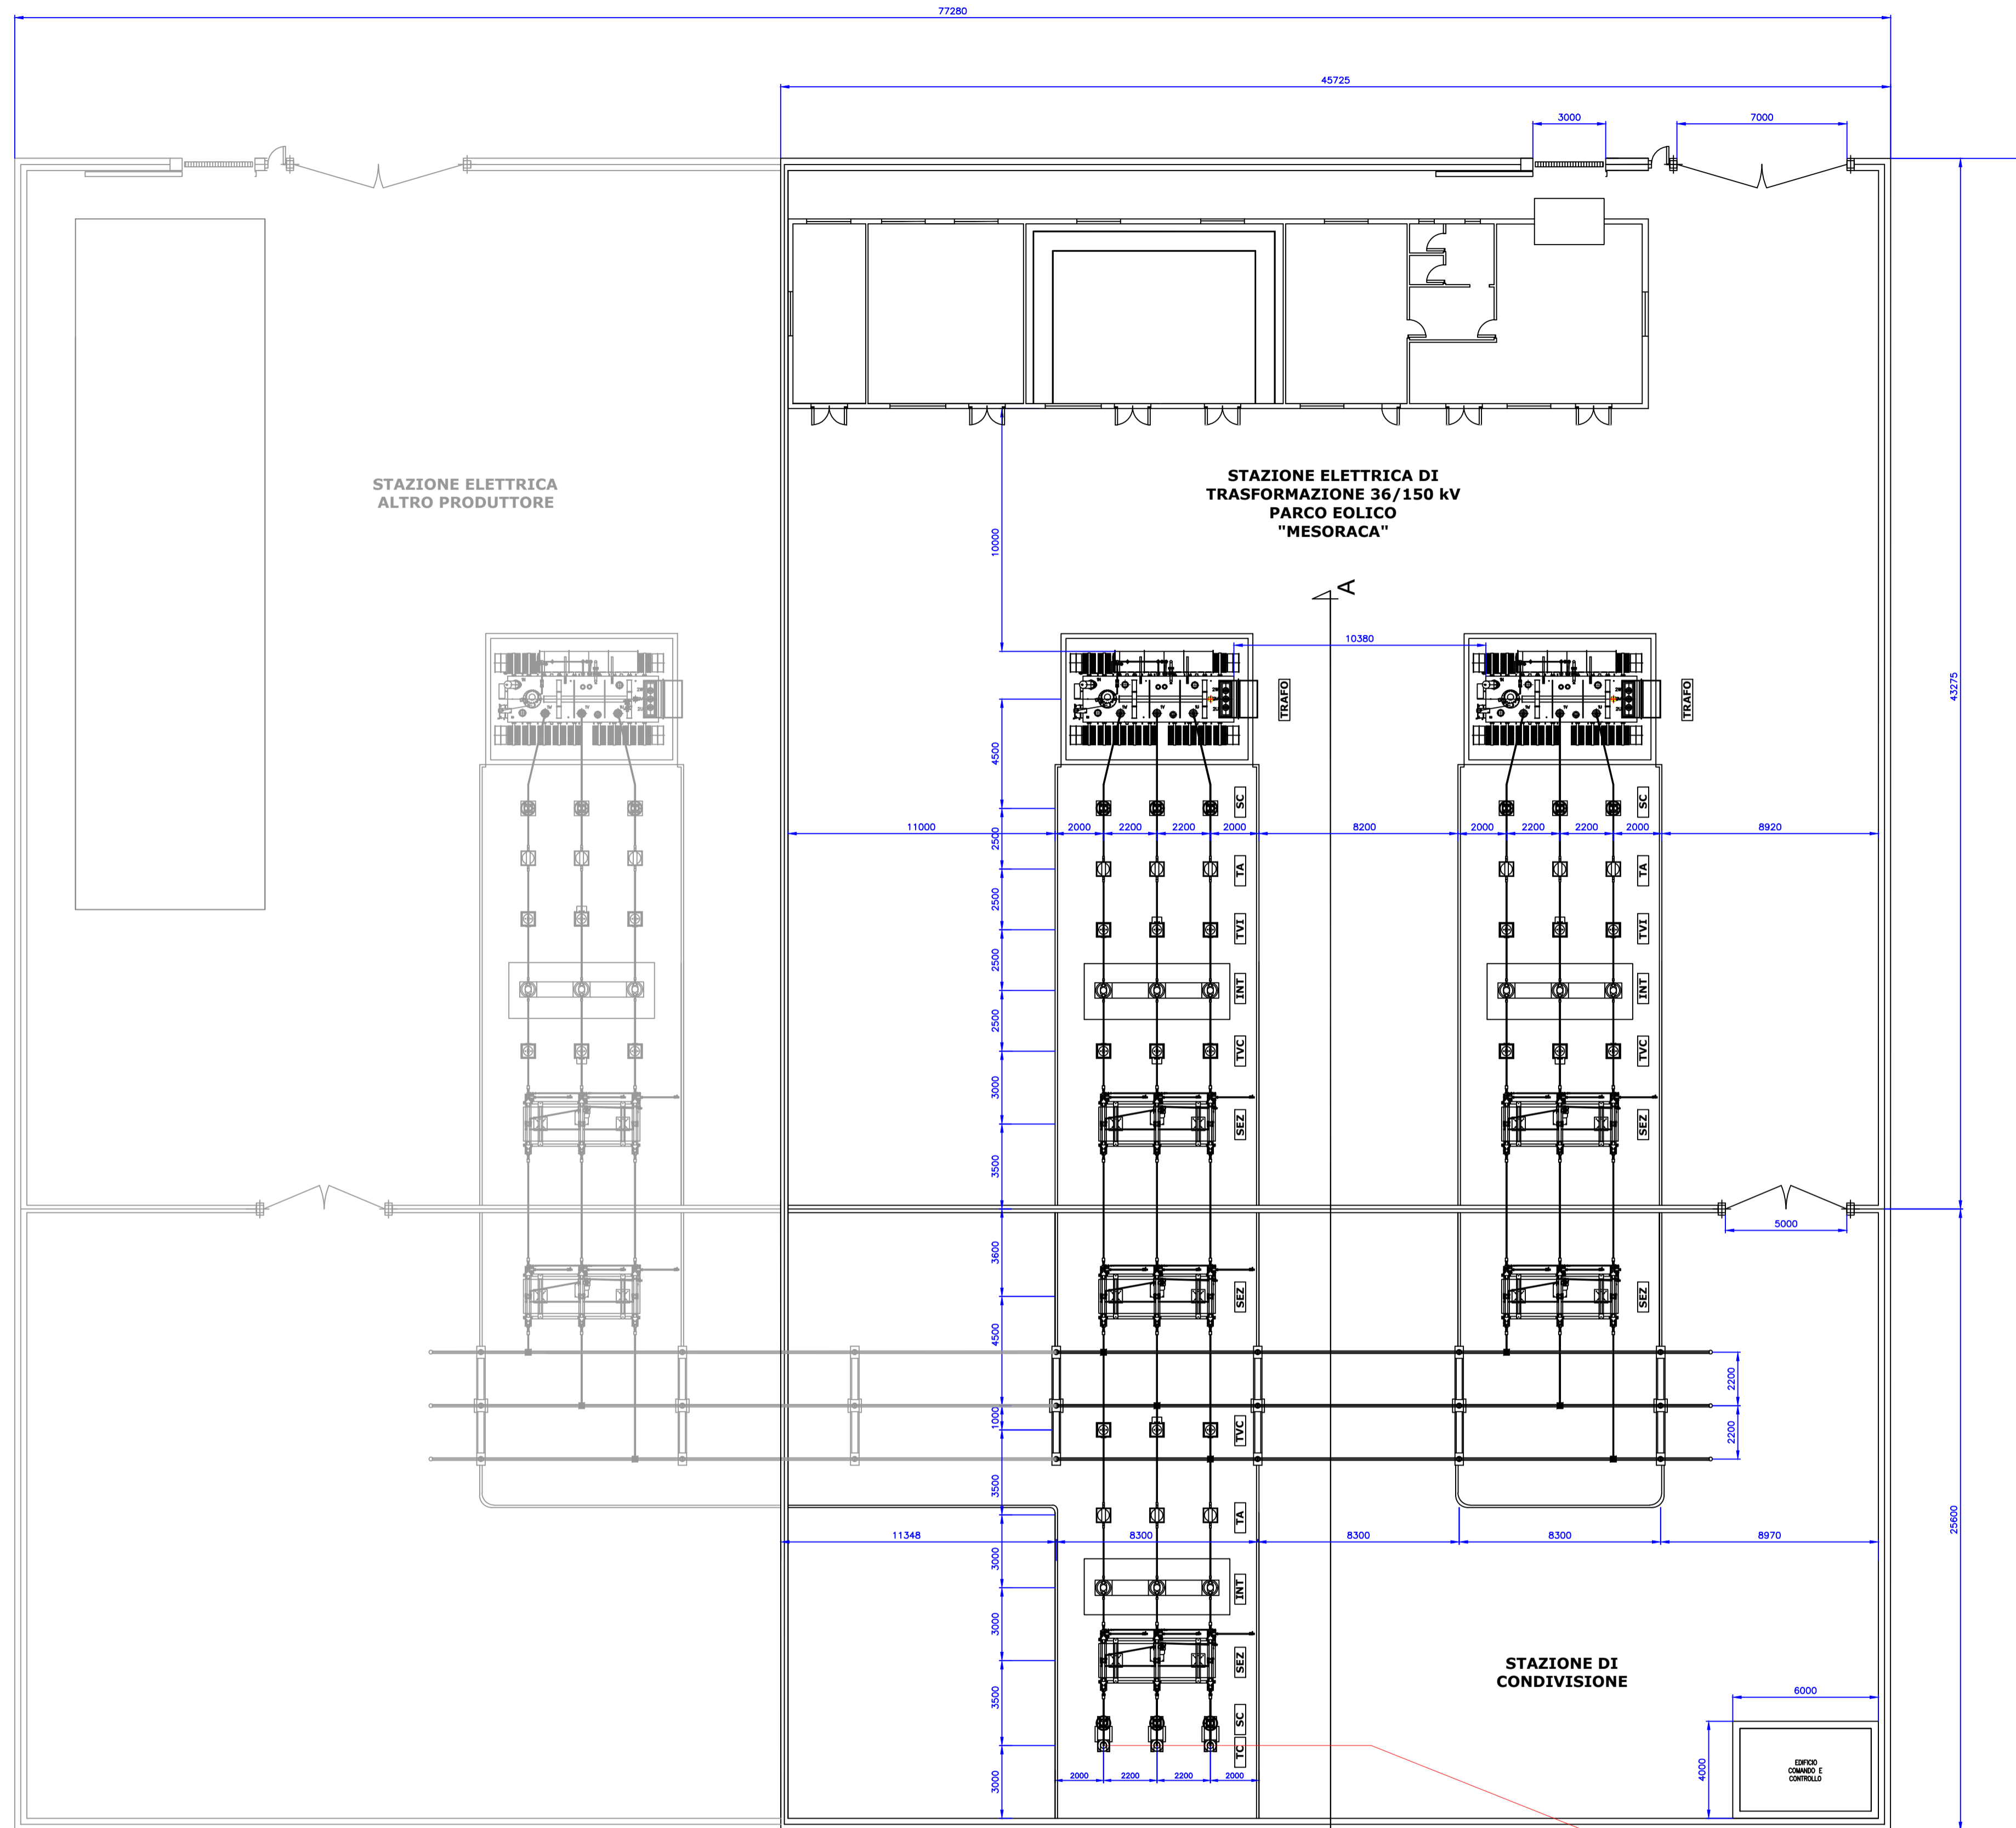 77280
45725
3000
7000
STAZIONE ELETTRICA
ALTRO PRODUTTORE
STAZIONE ELETTRICA DI
TRASFORMAZIONE 36/150 kV
PARCO EOLICO
"MESORACA"
10000
A
43275
10380
TRAFO
TRAFO
4500
SC
SC
11000
2000
2200
2200
2000
8200
2000
2200
2200
2000
8920
2500
TA
TA
2500
TVI
TVI
2500
INT
INT
2500
TVC
TVC
3000
SEZ
SEZ
3500
5000
3600
SEZ
SEZ
4500
2200
1000
TVC
2200
3500
TA
25600
11348
8300
8300
8300
8970
3000
INT
3000
SEZ
STAZIONE DI
CONDIVISIONE
3500
6000
SC
TC
4000
EDIFICIO
COMANDO E
CONTROLLO
2000
2200
2200
2000
3000